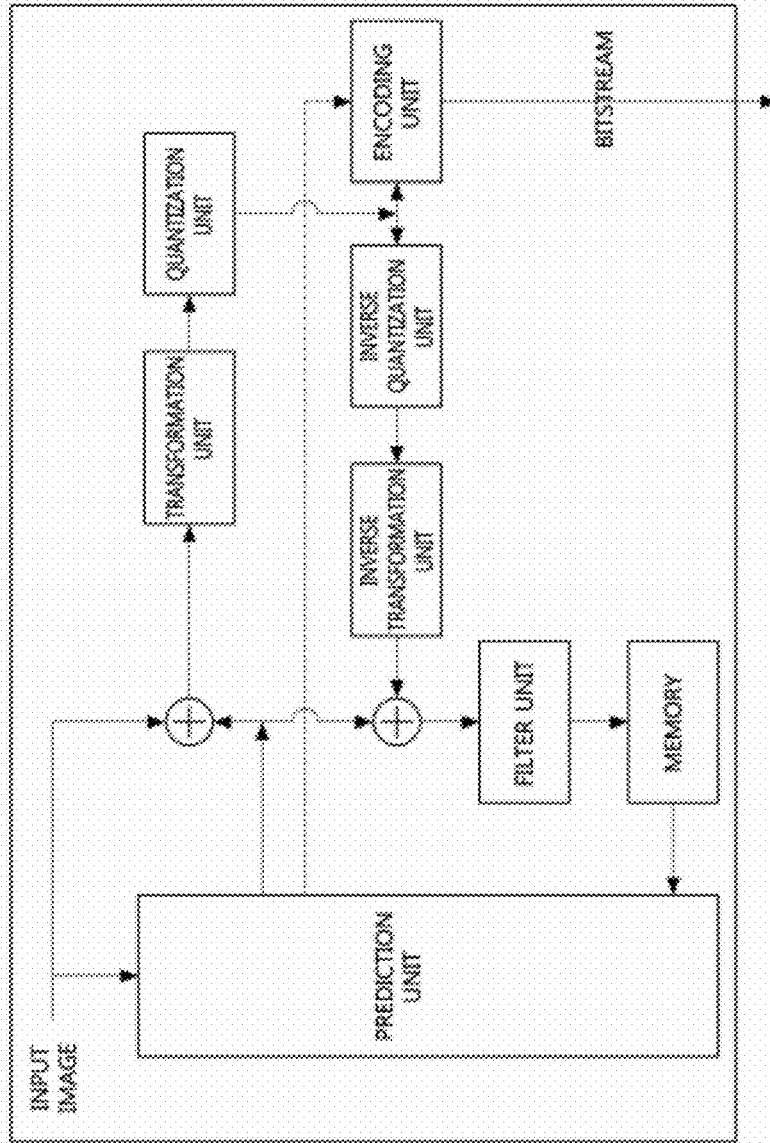 INPUT
IMAGE
PREDICTION
UNIT
TRANSFORMATION
UNIT
QUANTIZATION
UNIT
INVERSE
TRANSFORMATION
UNIT
INVERSE
QUANTIZATION
UNIT
ENCODING
UNIT
FILTER UNIT
MEMORY
BITSTREAM